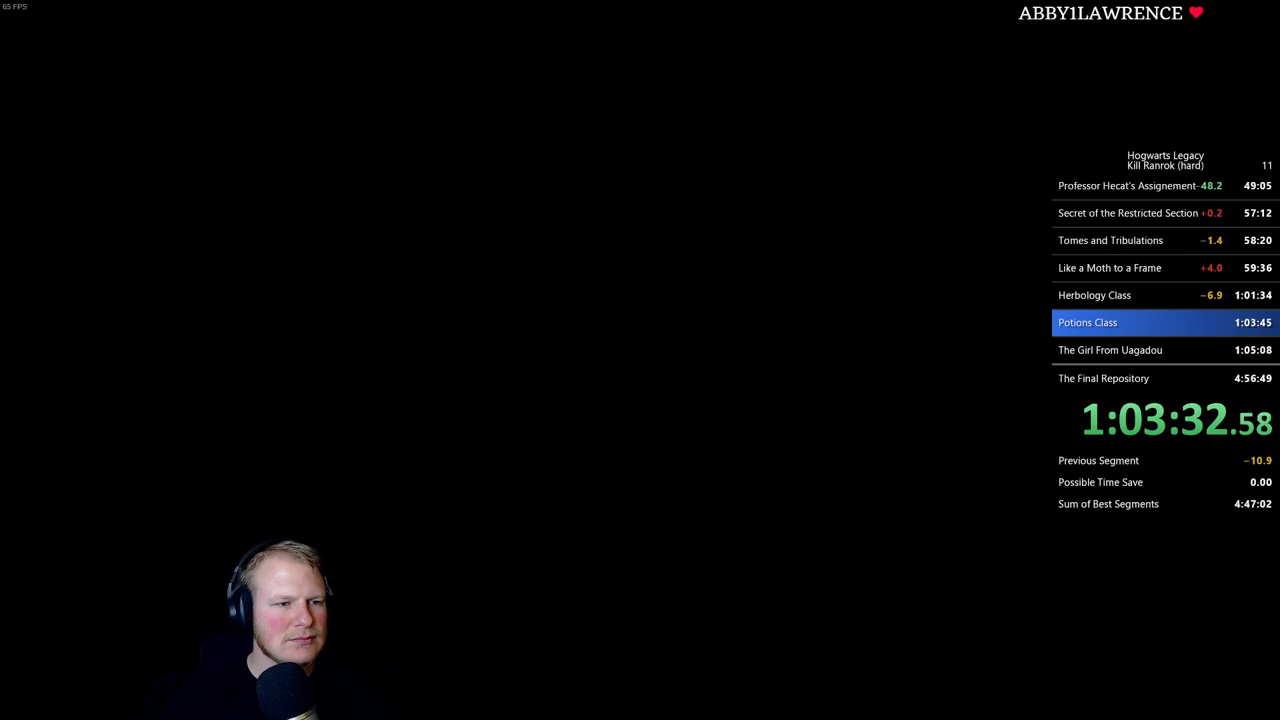 65 FPS
ABBY1LAWRENCE ❤
Hogwarts Legacy
Kill Ranrok (hard) 11
Professor Hecat's Assignement -48.2 49:05
Secret of the Restricted Section +0.2 57:12
Tomes and Tribulations -1.4 58:20
Like a Moth to a Frame +4.0 59:36
Herbology Class -6.9 1:01:34
Potions Class 1:03:45
The Girl From Uagadou 1:05:08
The Final Repository 4:56:49
1:03:32.58
Previous Segment -10.9
Possible Time Save 0.00
Sum of Best Segments 4:47:02